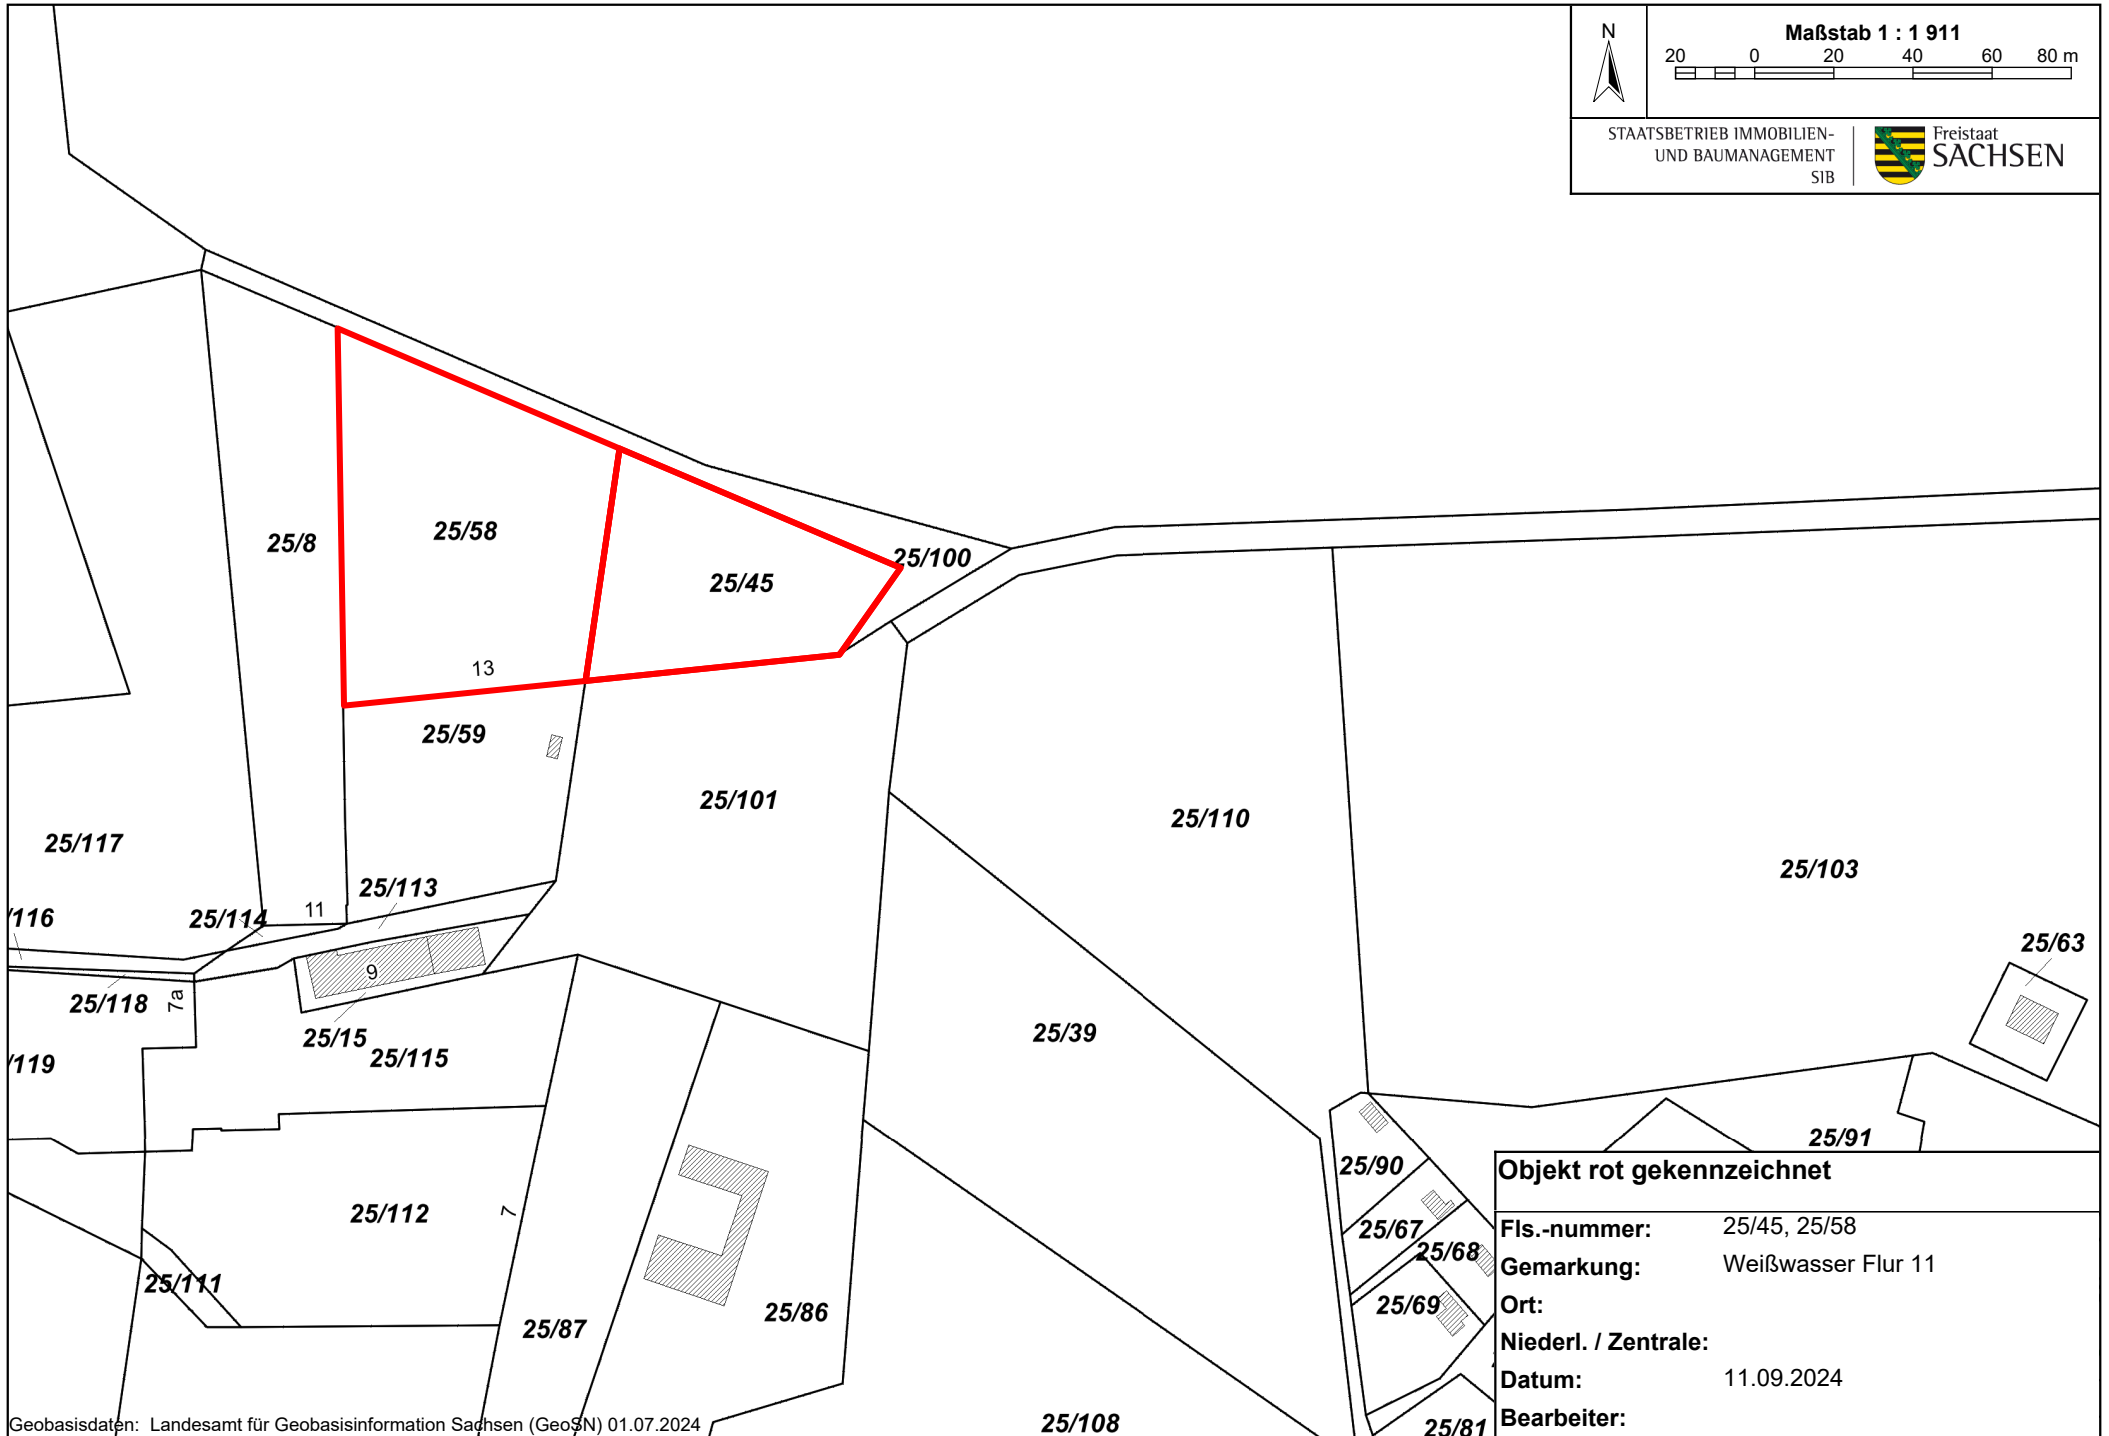 N
Maßstab 1 : 1 911
20 0 20 40 60 80 m
STAATSBETRIEB IMMOBILIEN-
UND BAUMANAGEMENT
SIB
Freistaat
SACHSEN
25/8
25/58
25/45
25/100
13
25/59
25/101
25/110
25/103
25/117
25/113
11
25/114
/116
9
25/63
25/118
7a
25/15
25/115
25/39
/119
25/91
25/90
25/112
7
25/67
25/68
25/111
25/69
25/87
25/86
25/108
25/81
Objekt rot gekennzeichnet
Fls.-nummer: 25/45, 25/58
Gemarkung: Weißwasser Flur 11
Ort:
Niederl. / Zentrale:
Datum: 11.09.2024
Bearbeiter:
Geobasisdaten: Landesamt für Geobasisinformation Sachsen (GeoSN) 01.07.2024